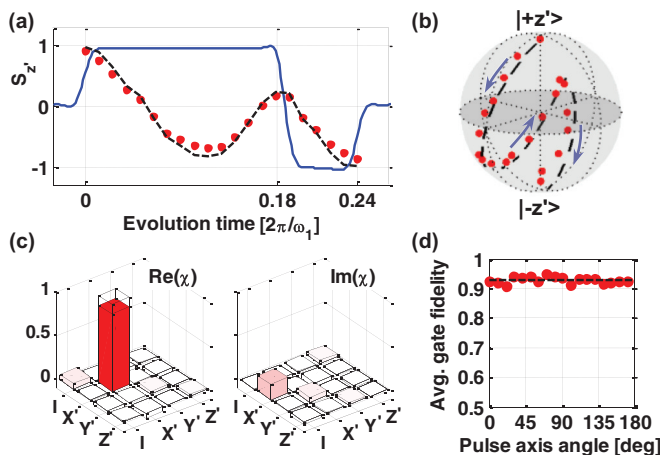 (a)
S_z'
1
0
-1
0
0.18
0.24
Evolution time [2π/ω₁]
(b)
|+z'>
|-z'>
(c)
Re(χ)
Im(χ)
1
0.5
0
I
X'
Y'
Z'
I
X'
Y'
Z'
I
X'
Y'
Z'
I
X'
Y'
Z'
(d)
Avg. gate fidelity
1
0.9
0.8
0.7
0.6
0.5
0
45
90
135
180
Pulse axis angle [deg]